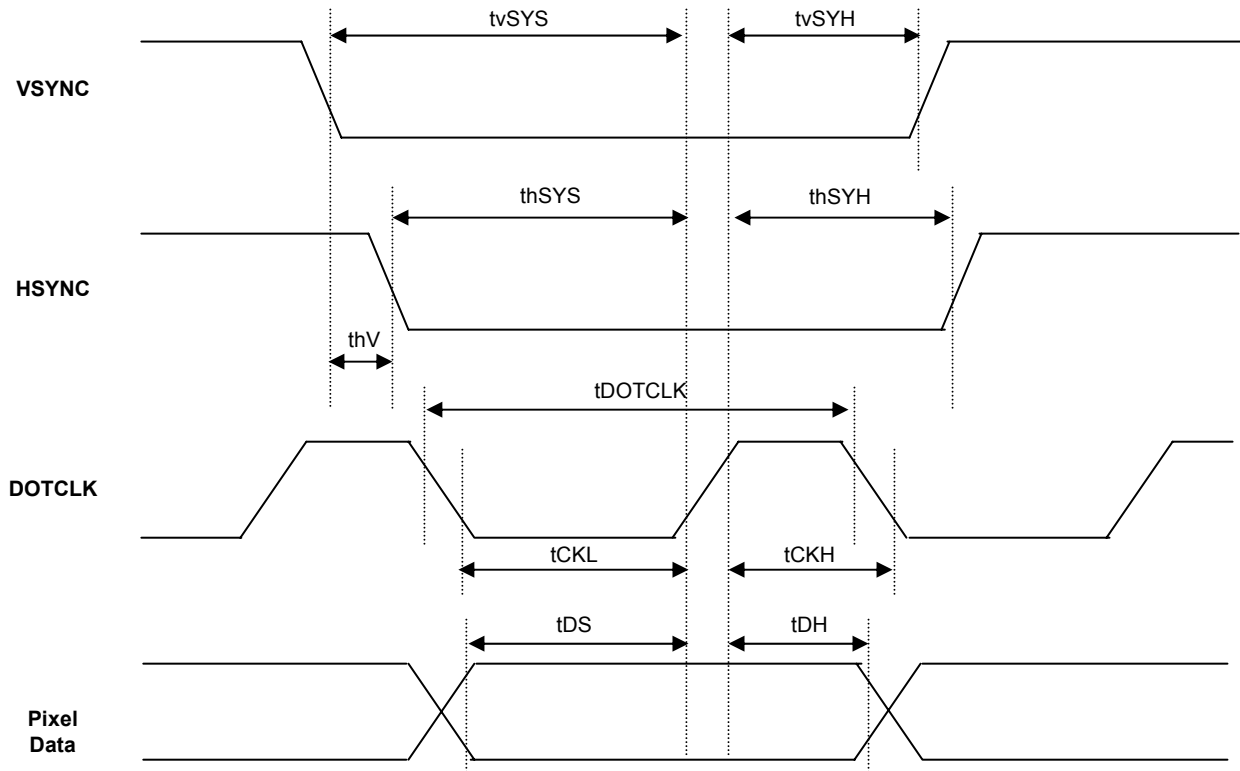 tvSYS
tvSYH
VSYNC
thSYS
thSYH
HSYNC
thV
tDOTCLK
DOTCLK
tCKL
tCKH
tDS
tDH
Pixel
Data